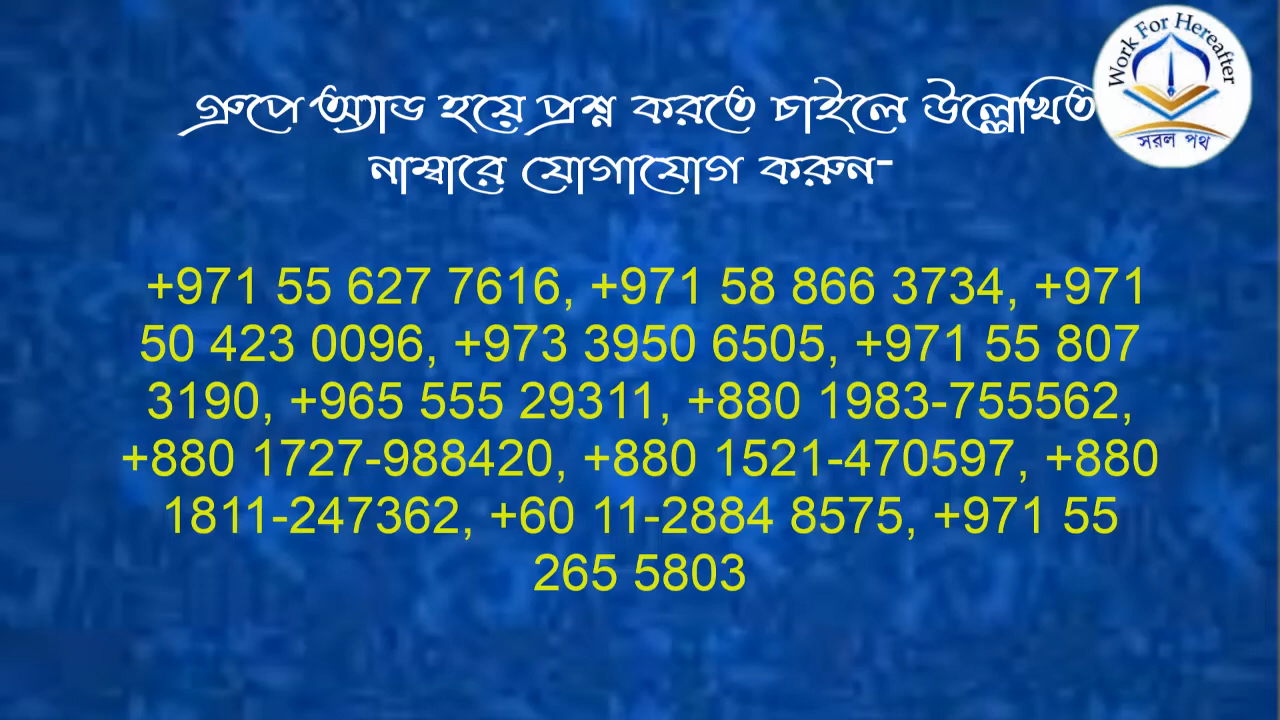 Work For Hereafter
সরল পথ
গ্রুপে অ্যাড হয়ে প্রশ্ন করতে চাইলে উল্লেখিত
নাম্বারে যোগাযোগ করুন-
+971 55 627 7616, +971 58 866 3734, +971
50 423 0096, +973 3950 6505, +971 55 807
3190, +965 555 29311, +880 1983-755562,
+880 1727-988420, +880 1521-470597, +880
1811-247362, +60 11-2884 8575, +971 55
265 5803